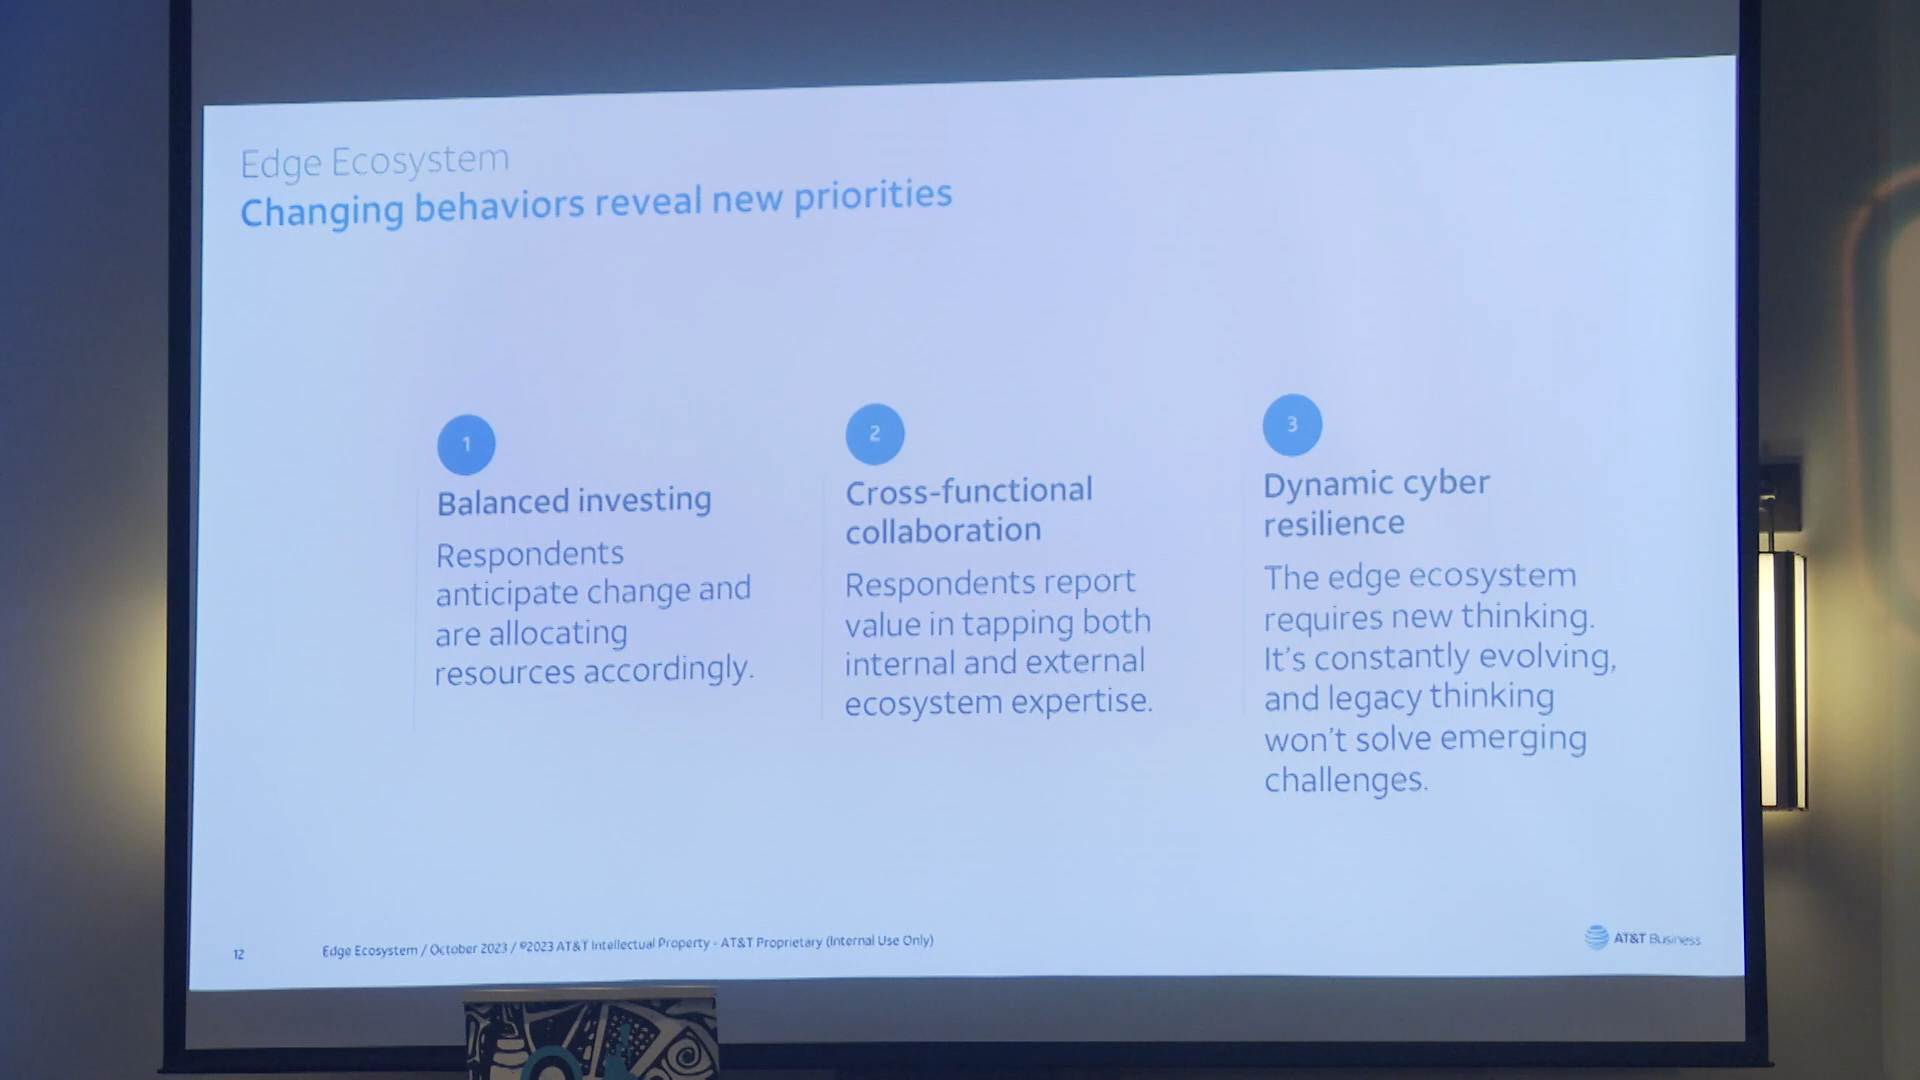 Edge Ecosystem
Changing behaviors reveal new priorities
1
Balanced investing
Respondents
anticipate change and
are allocating
resources accordingly.
2
Cross-functional
collaboration
Respondents report
value in tapping both
internal and external
ecosystem expertise.
3
Dynamic cyber
resilience
The edge ecosystem
requires new thinking.
It's constantly evolving,
and legacy thinking
won't solve emerging
challenges.
12
Edge Ecosystem / October 2023 / ©2023 AT&T Intellectual Property - AT&T Proprietary (Internal Use Only)
AT&T Business